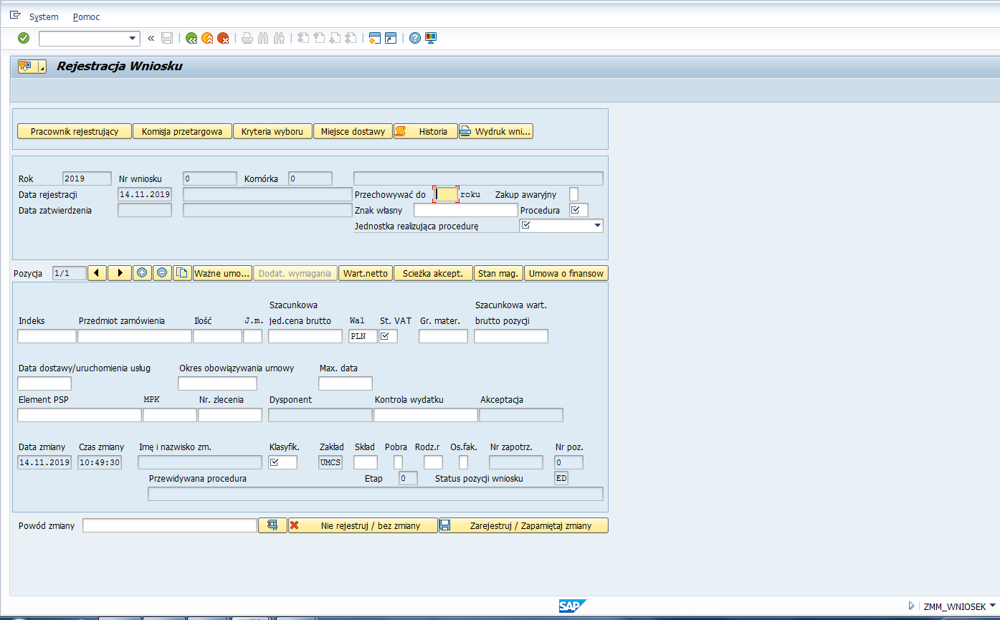 System Pomoc
Rejestracja Wniosku
Pracownik rejestrujący Komisja przetargowa Kryteria wyboru Miejsce dostawy Historia Wydruk wni...
Rok 2019 Nr wniosku 0 Komórka 0
Data rejestracji 14.11.2019 Przechowywać do roku Zakup awaryjny
Data zatwierdzenia Znak własny Procedura
Jednostka realizująca procedurę
Pozycja 1/1 Ważne umo... Dodat. wymagania Wart.netto Scieżka akcept. Stan mag. Umowa o finansow
Szacunkowa Szacunkowa wart.
Indeks Przedmiot zamówienia Ilość J.m. jed.cena brutto Wal St. VAT Gr. mater. brutto pozycji
PLN
Data dostawy/uruchomienia usług Okres obowiązywania umowy Max. data
Element PSP MPK Nr. zlecenia Dysponent Kontrola wydatku Akceptacja
Data zmiany Czas zmiany Imę i nazwisko zm. Klasyfik. Zakład Skład Pobra Rodz.r Os.fak. Nr zapotrz. Nr poz.
14.11.2019 10:49:30 UMCS 0
Przewidywana procedura Etap 0 Status pozycji wniosku ED
Powód zmiany Nie rejestruj / bez zmiany Zarejestruj / Zapamiętaj zmiany
SAP ZMM_WNIOSEK